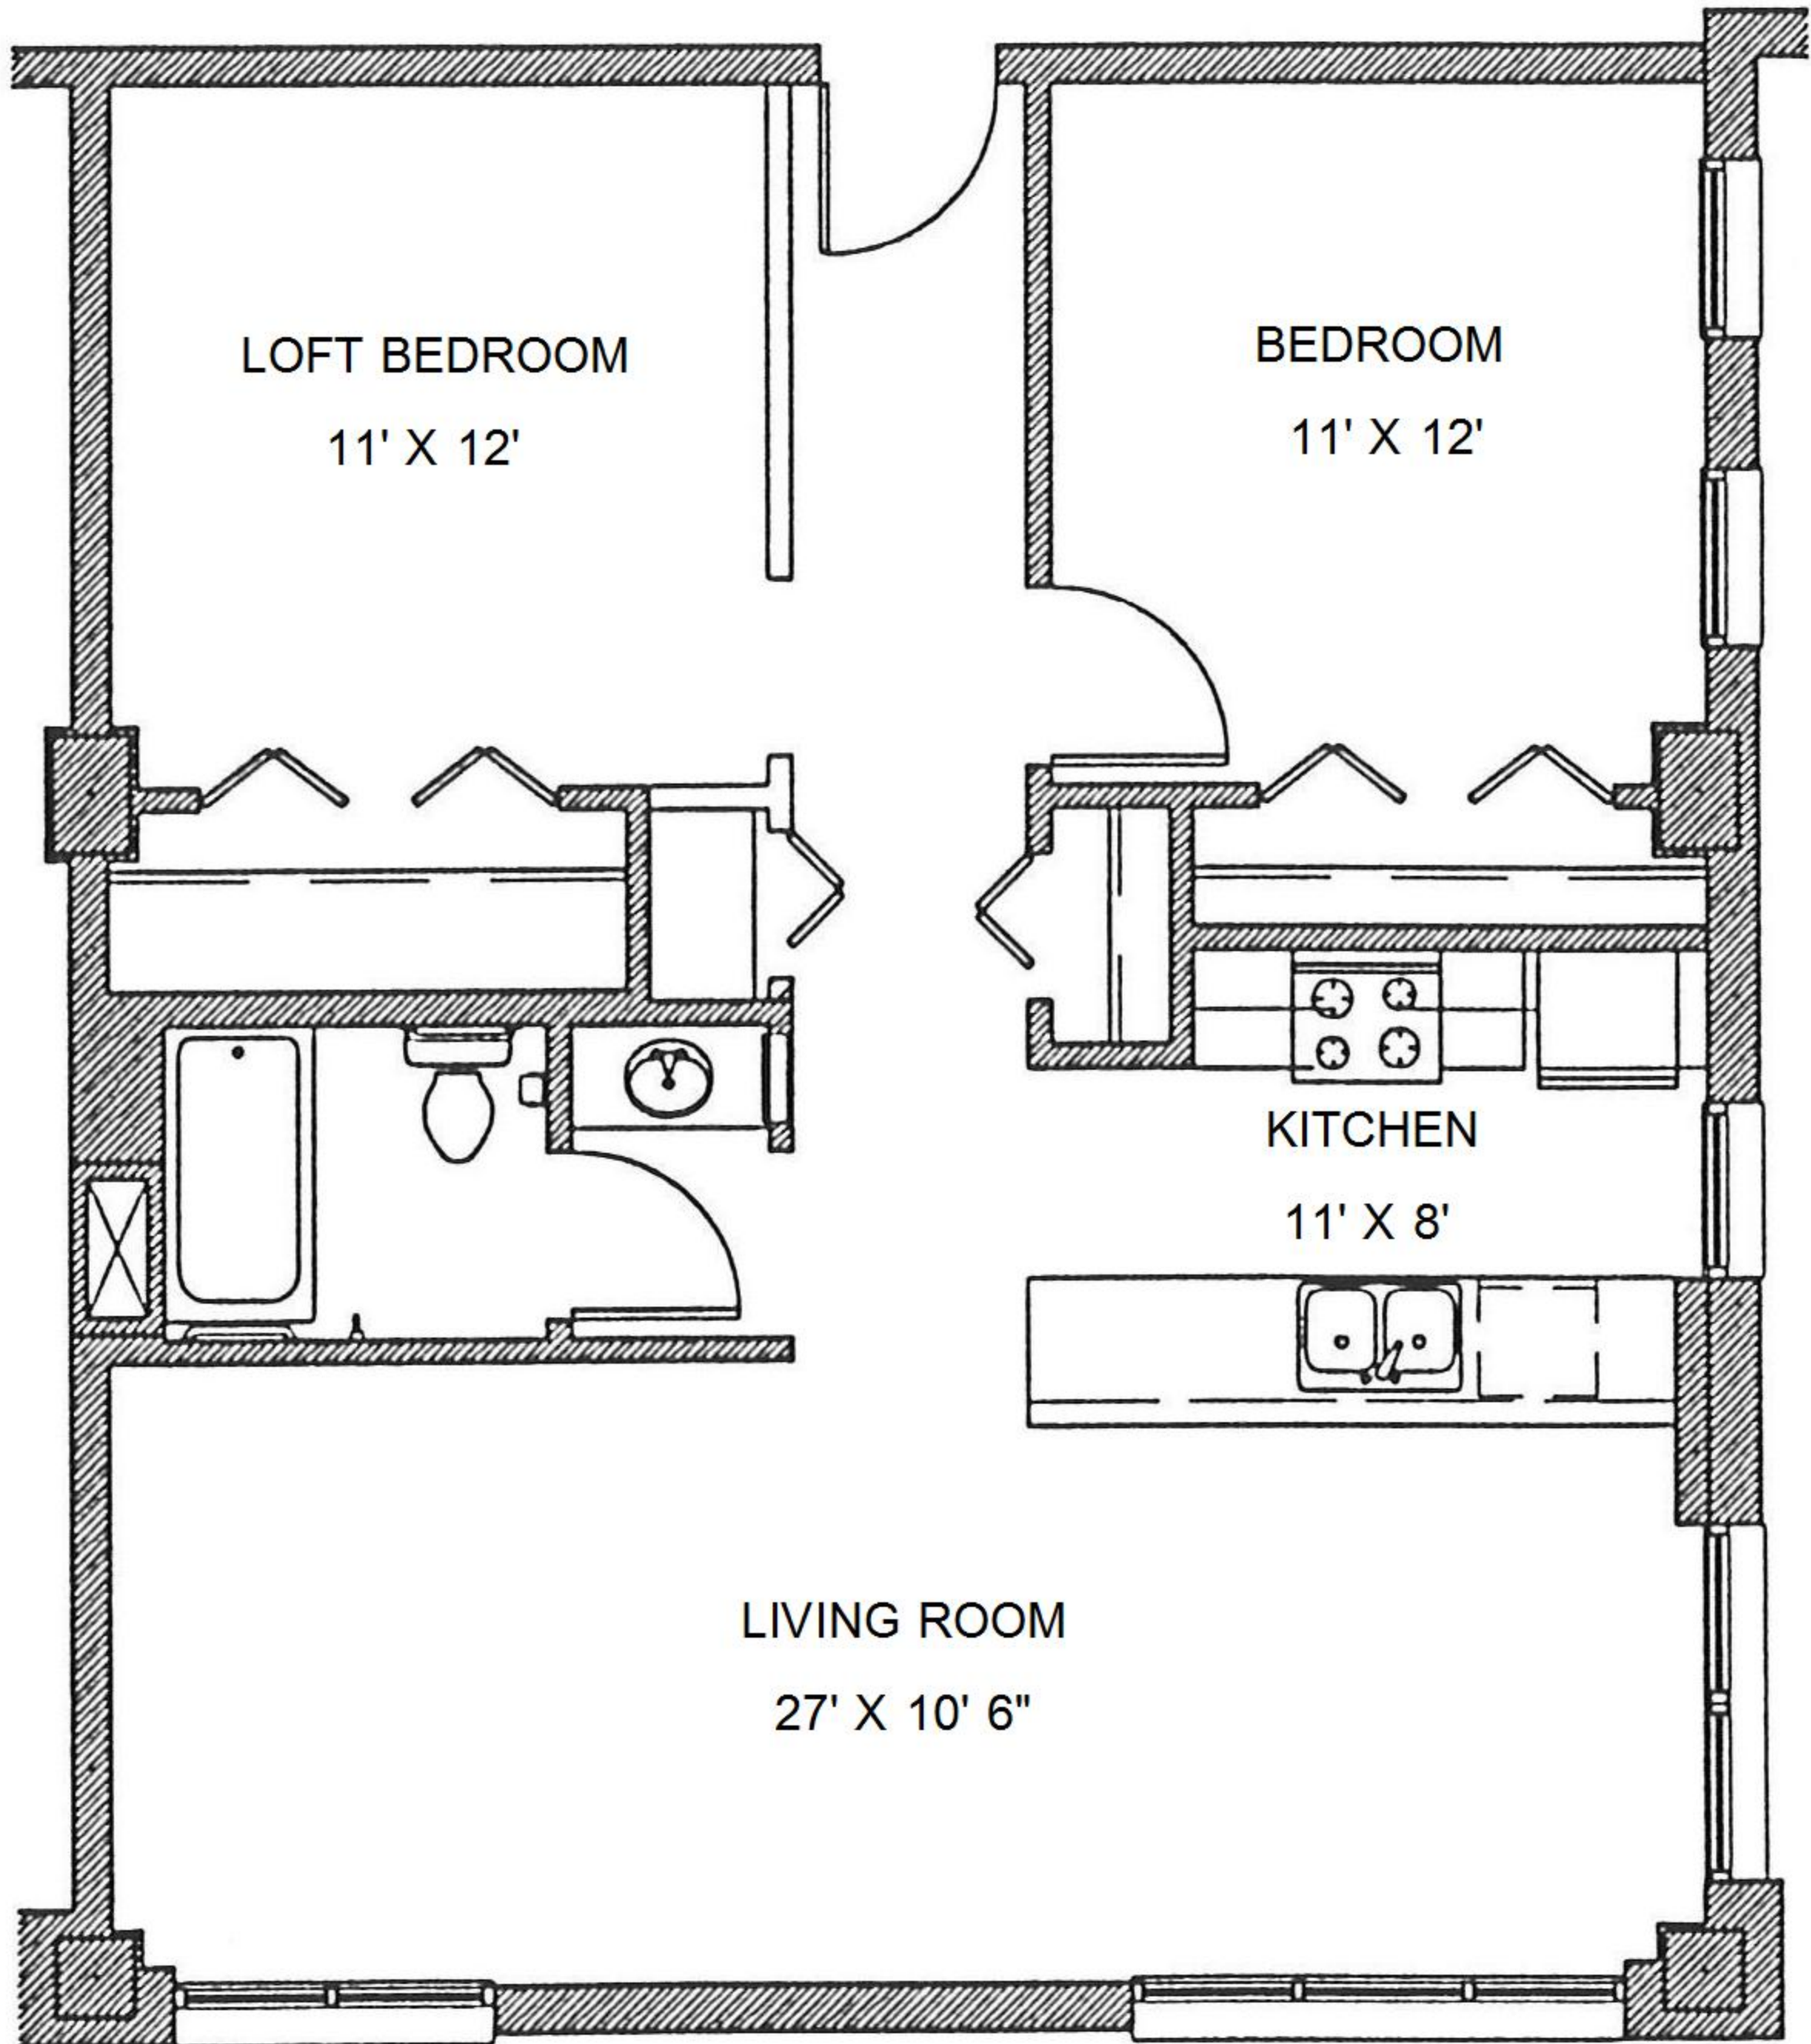 LOFT BEDROOM
11' X 12'
BEDROOM
11' X 12'
KITCHEN
11' X 8'
LIVING ROOM
27' X 10' 6"